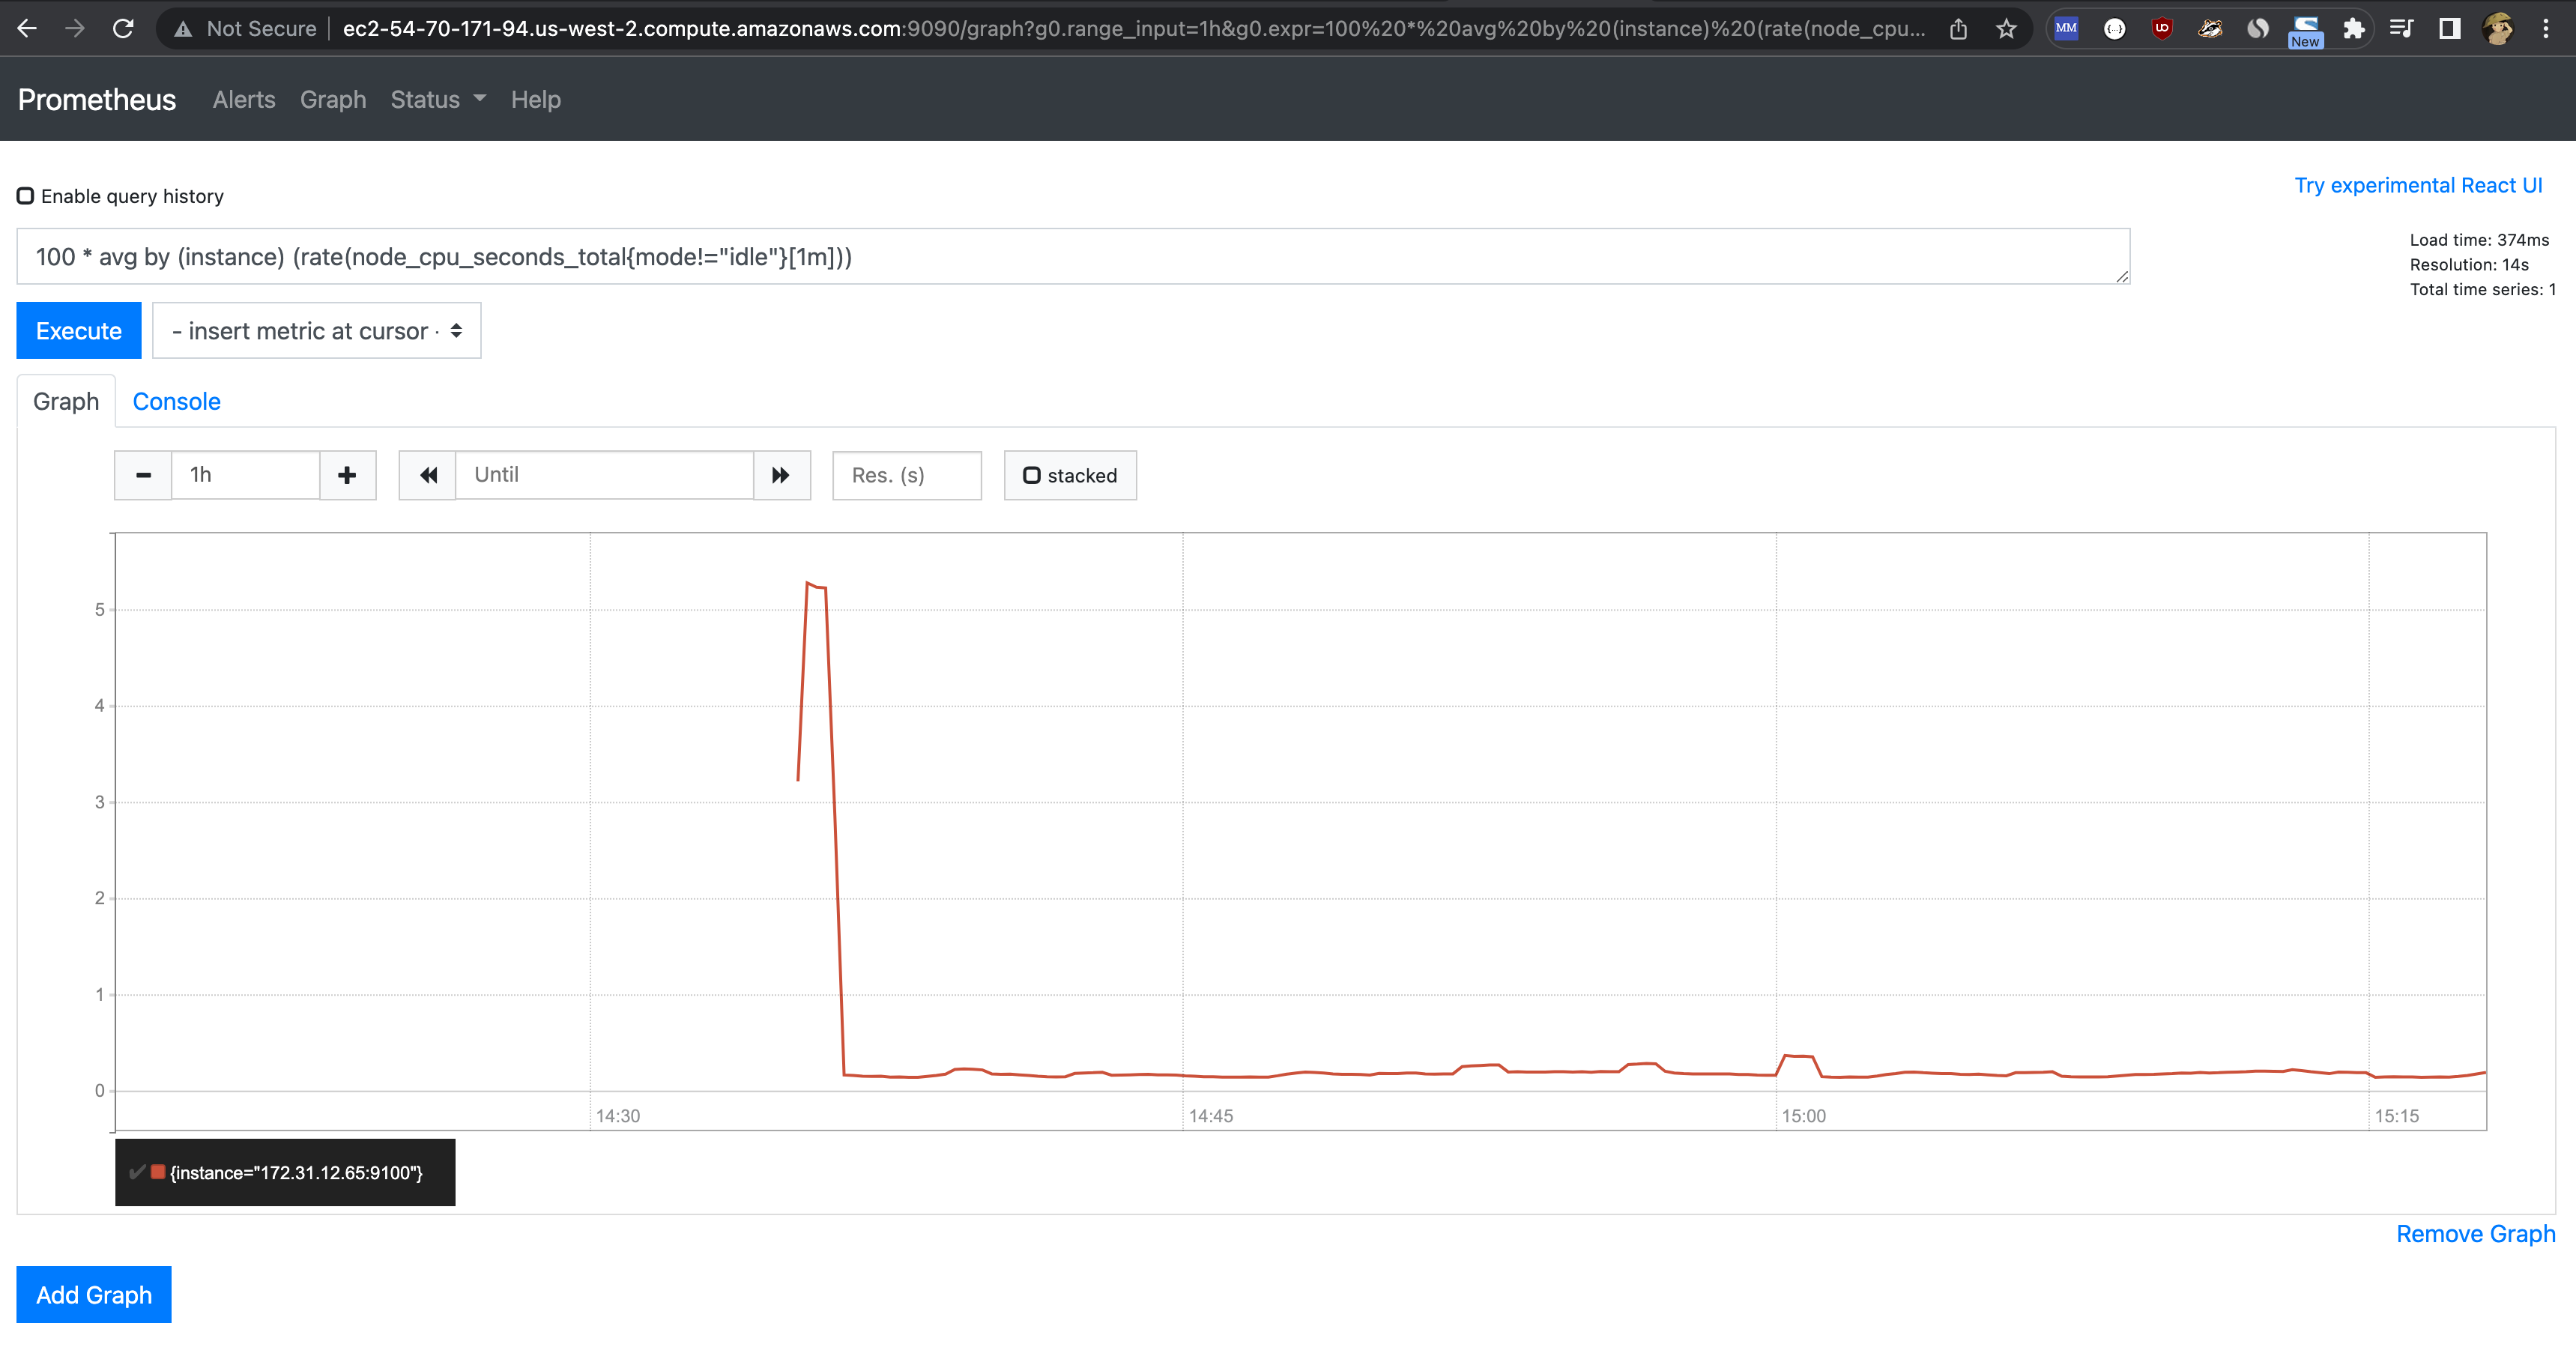 Not Secure ec2-54-70-171-94.us-west-2.compute.amazonaws.com:9090/graph?g0.range_input=1h&g0.expr=100%20*%20avg%20by%20(instance)%20(rate(node_cpu... MM {...} UD New
Prometheus Alerts Graph Status Help
Enable query history
Try experimental React UI
100 * avg by (instance) (rate(node_cpu_seconds_total{mode!="idle"}[1m]))
Load time: 374ms
Resolution: 14s
Total time series: 1
Execute - insert metric at cursor ·
Graph Console
1h Until Res. (s) stacked
5
4
3
2
1
0
14:30 14:45 15:00 15:15
{instance="172.31.12.65:9100"}
Remove Graph
Add Graph